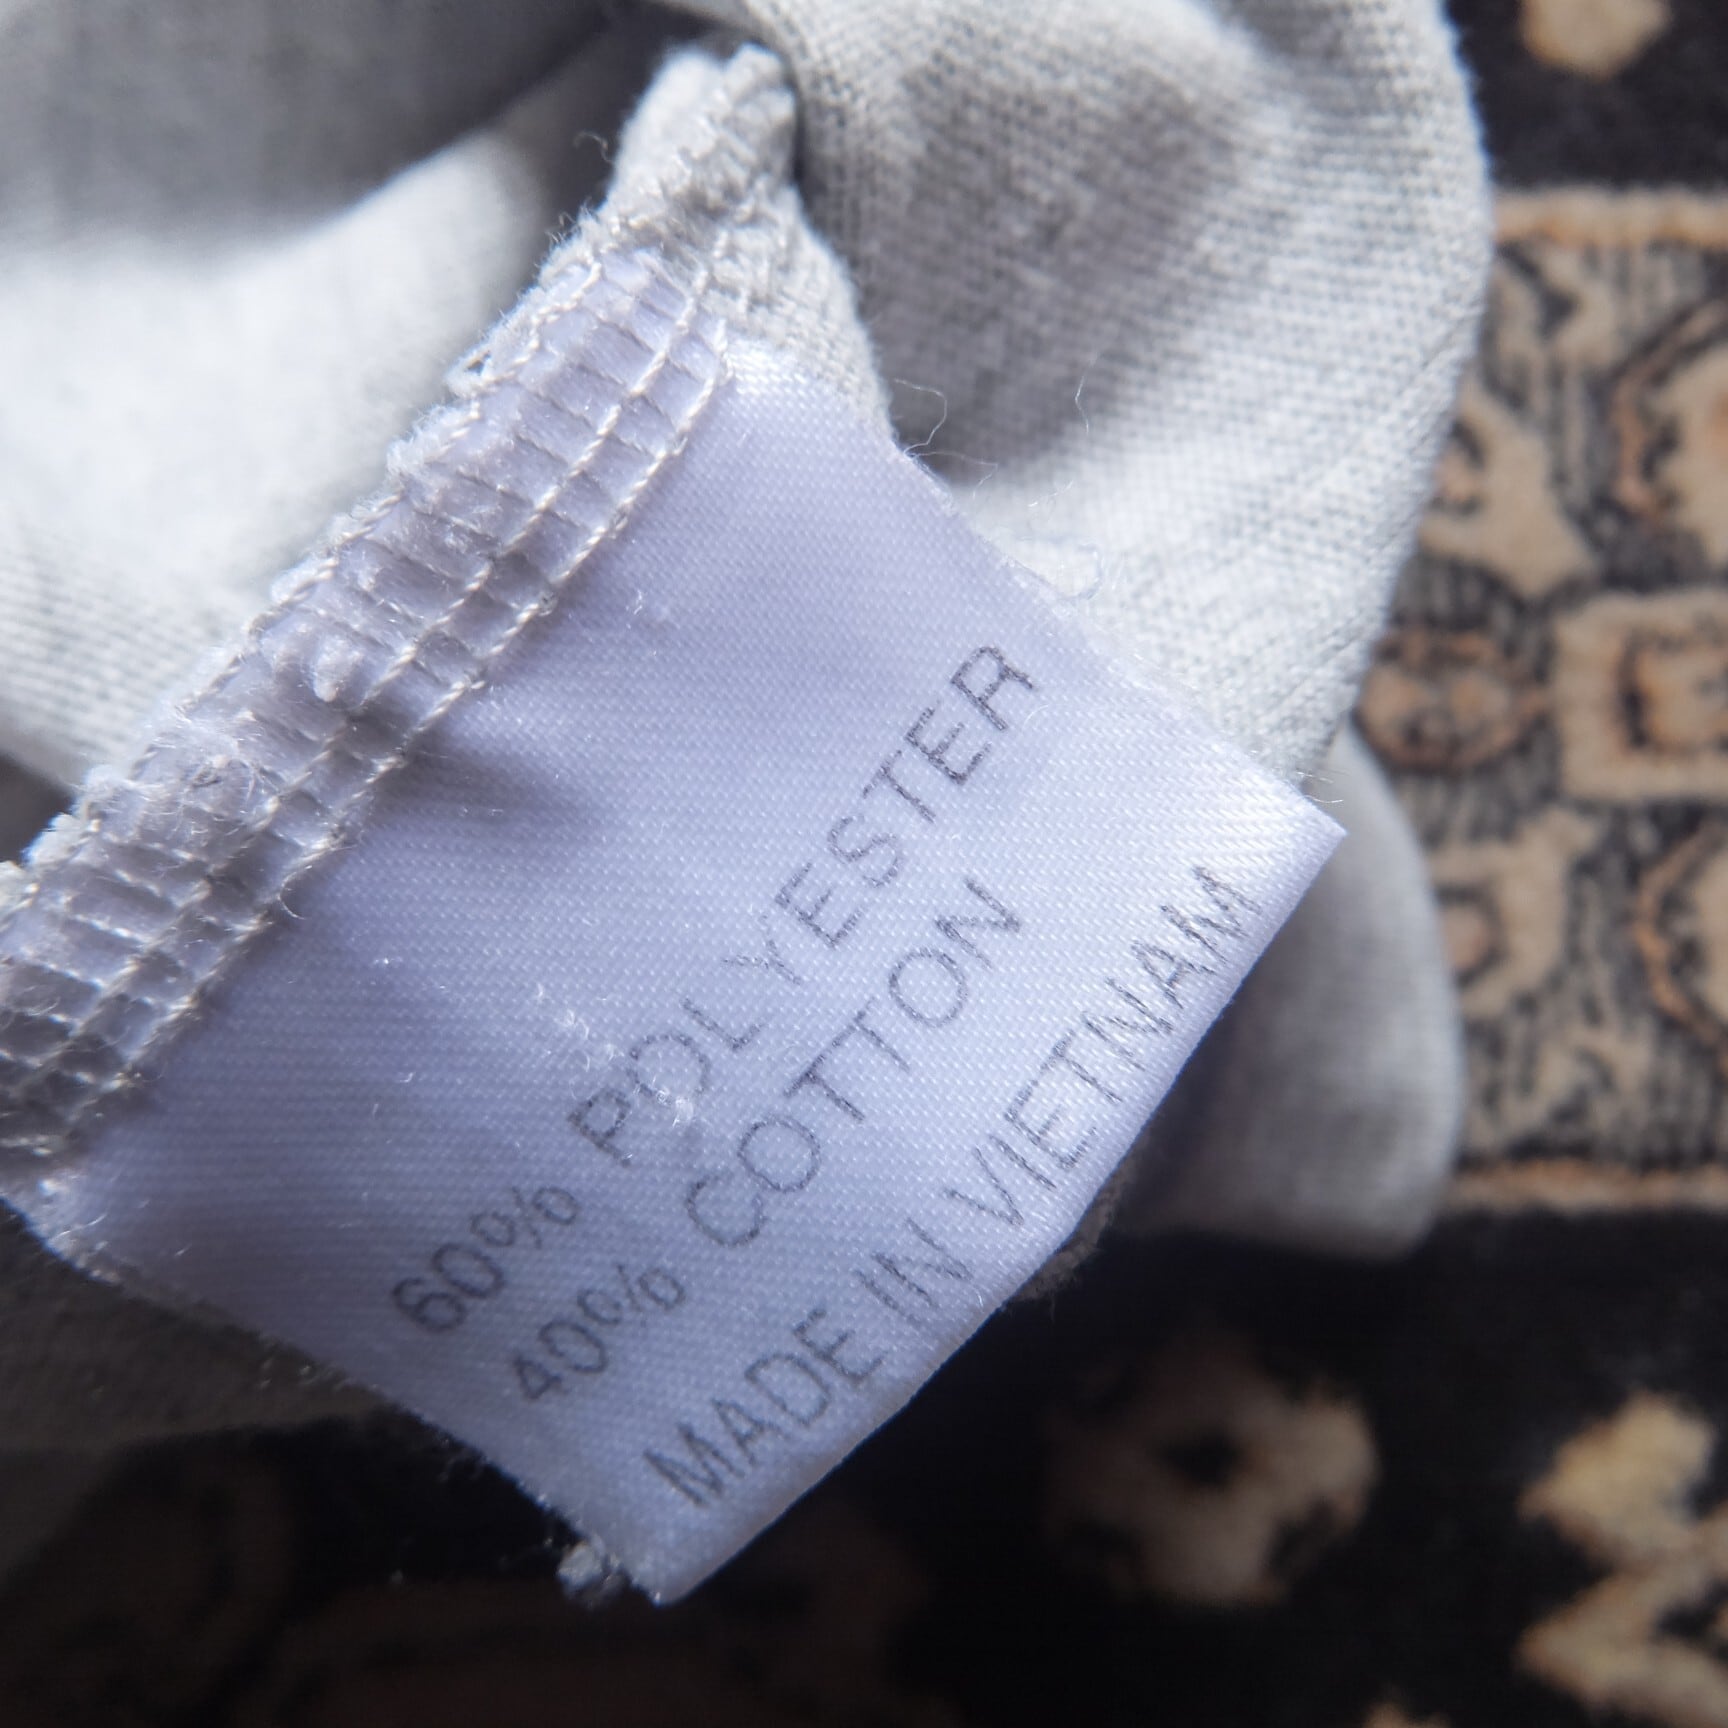 60% POLYESTER
40% COTTON
MADE IN VIETNAM